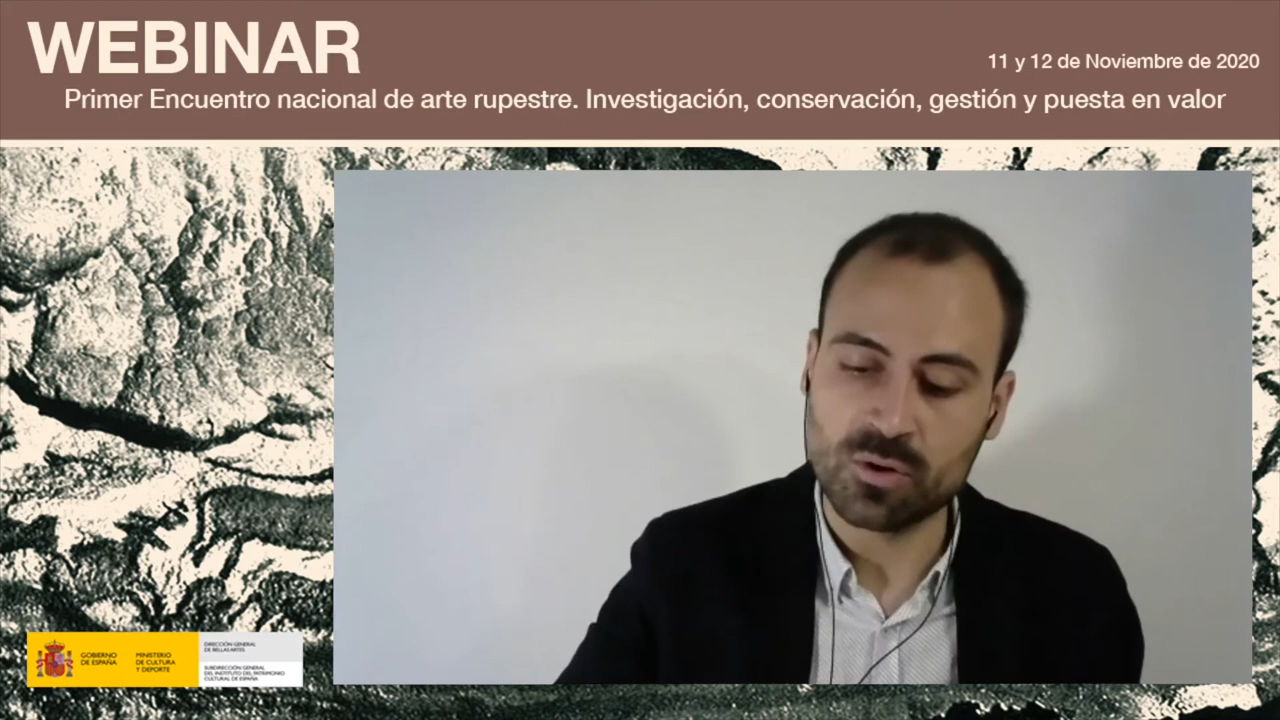 WEBINAR
11 y 12 de Noviembre de 2020
Primer Encuentro nacional de arte rupestre. Investigación, conservación, gestión y puesta en valor
GOBIERNO
DE ESPAÑA
MINISTERIO
DE CULTURA
Y DEPORTE
DIRECCIÓN GENERAL
DE BELLAS ARTES
SUBDIRECCIÓN GENERAL
DEL INSTITUTO DEL PATRIMONIO
CULTURAL DE ESPAÑA